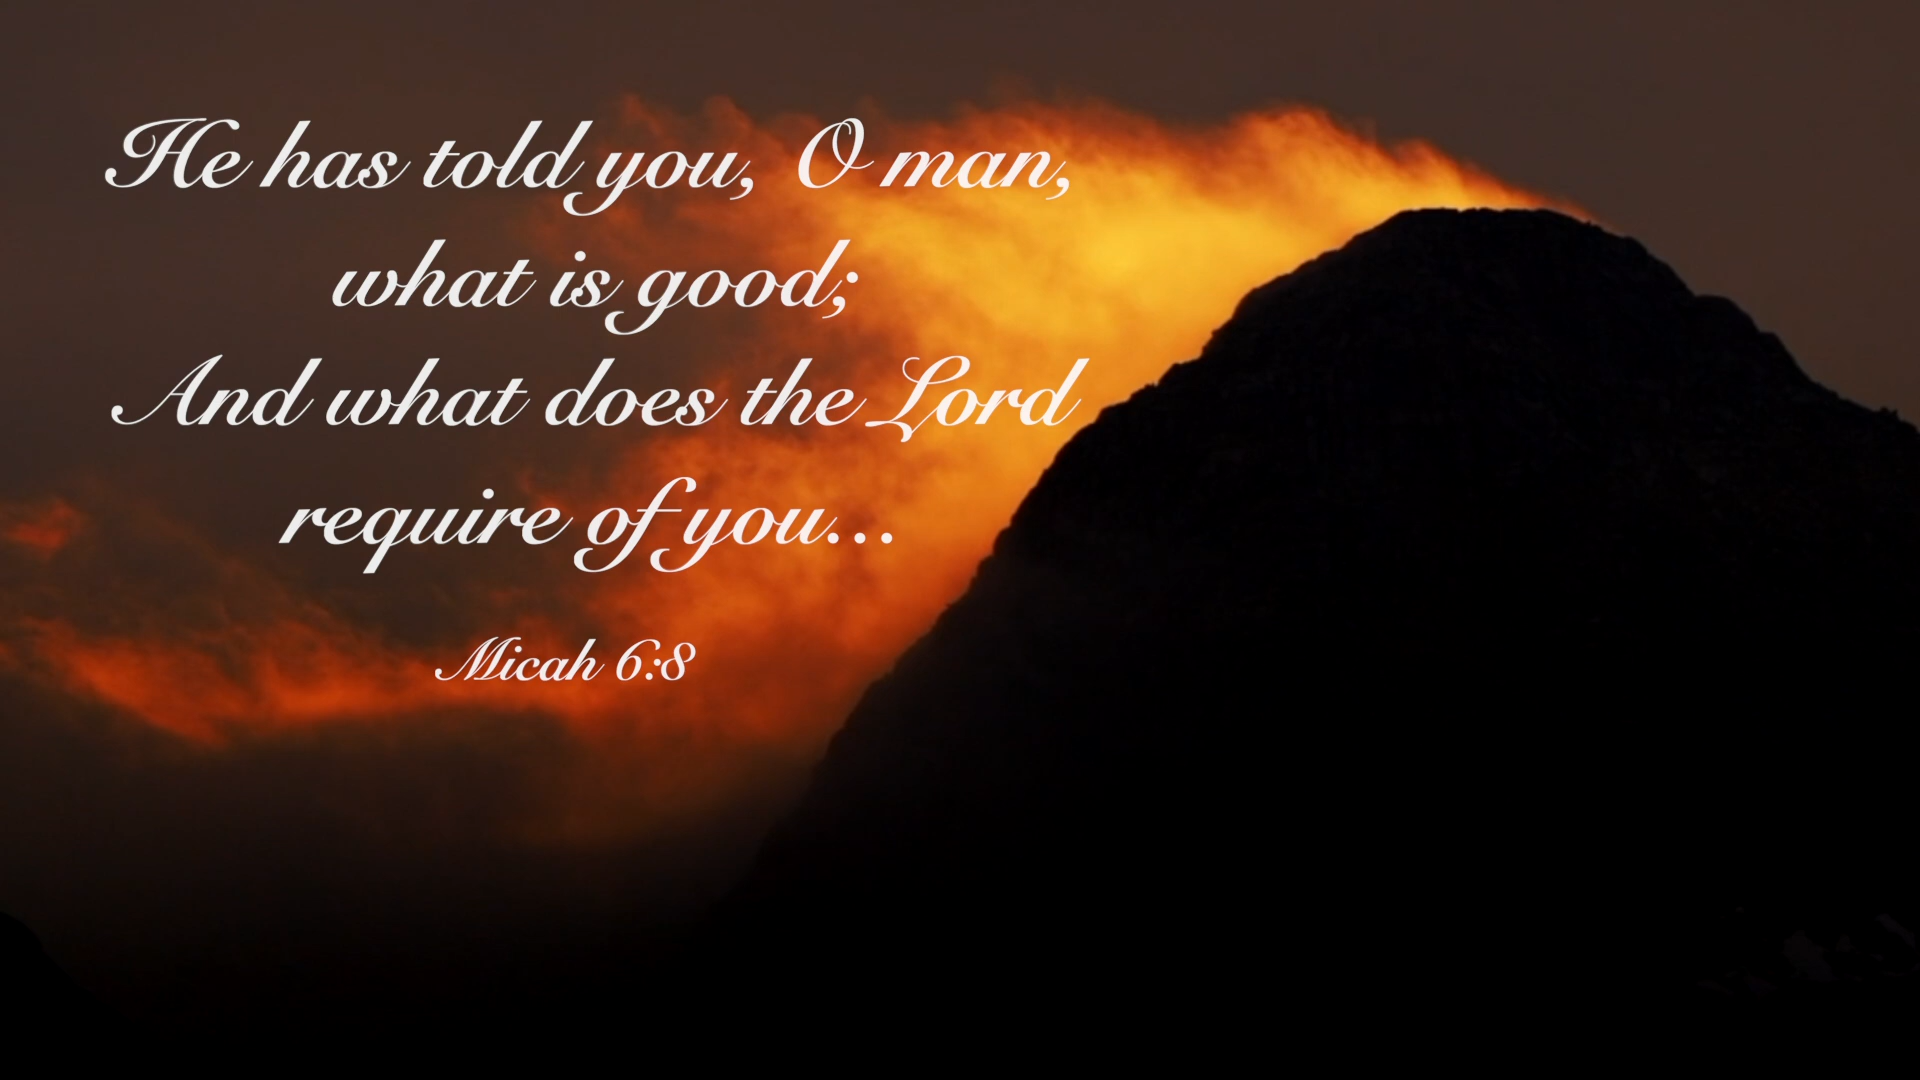 He has told you, O man,
what is good;
And what does the Lord
require of you...
Micah 6:8